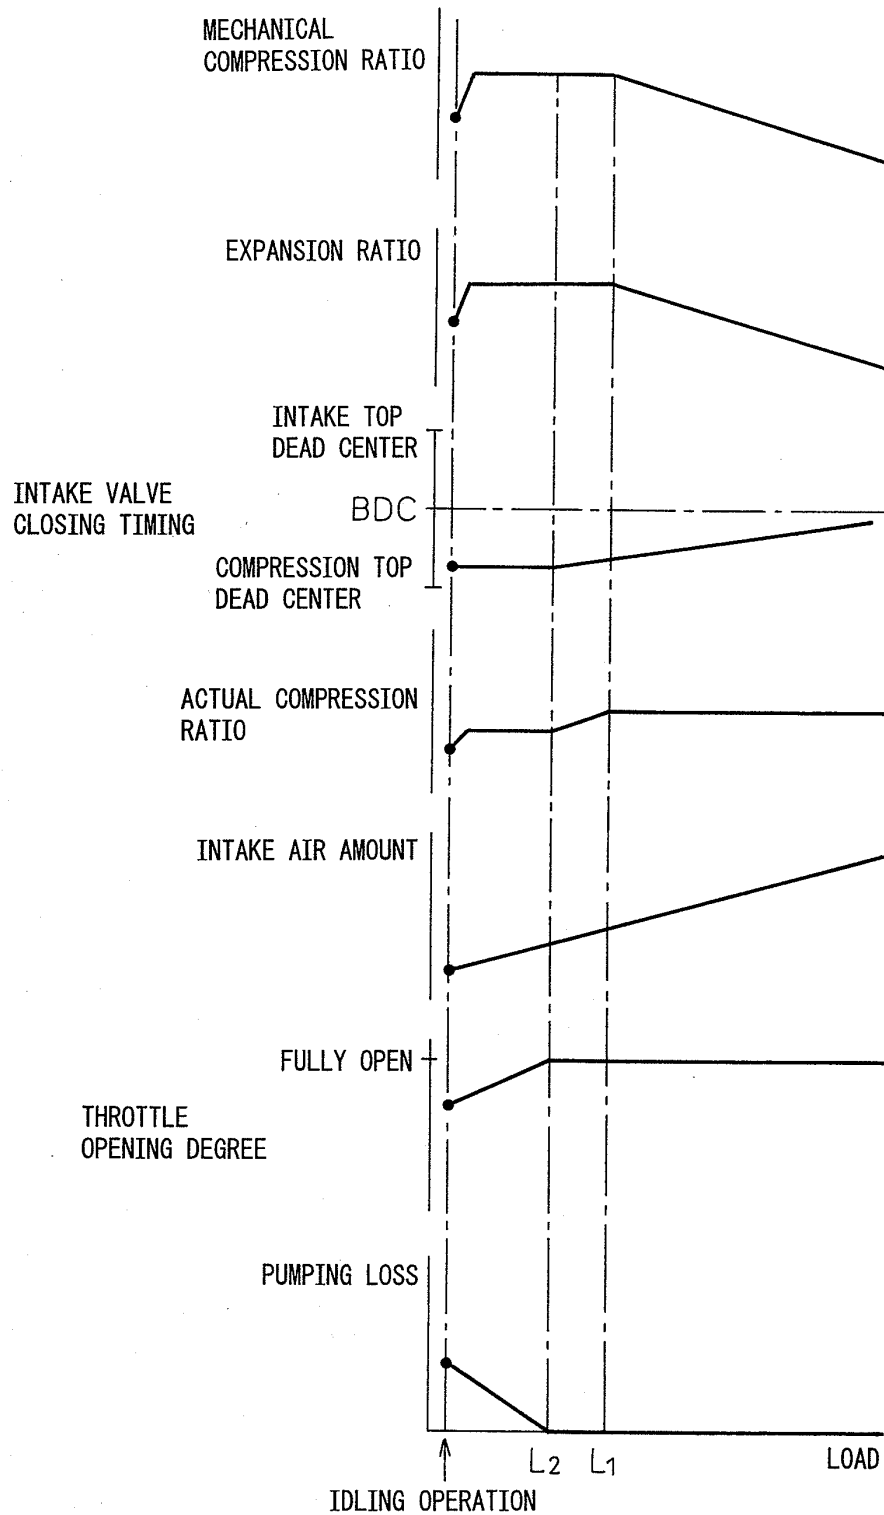 MECHANICAL
COMPRESSION RATIO
EXPANSION RATIO
INTAKE TOP
DEAD CENTER
INTAKE VALVE
CLOSING TIMING
BDC
COMPRESSION TOP
DEAD CENTER
ACTUAL COMPRESSION
RATIO
INTAKE AIR AMOUNT
FULLY OPEN
THROTTLE
OPENING DEGREE
PUMPING LOSS
L2 L1 LOAD
IDLING OPERATION